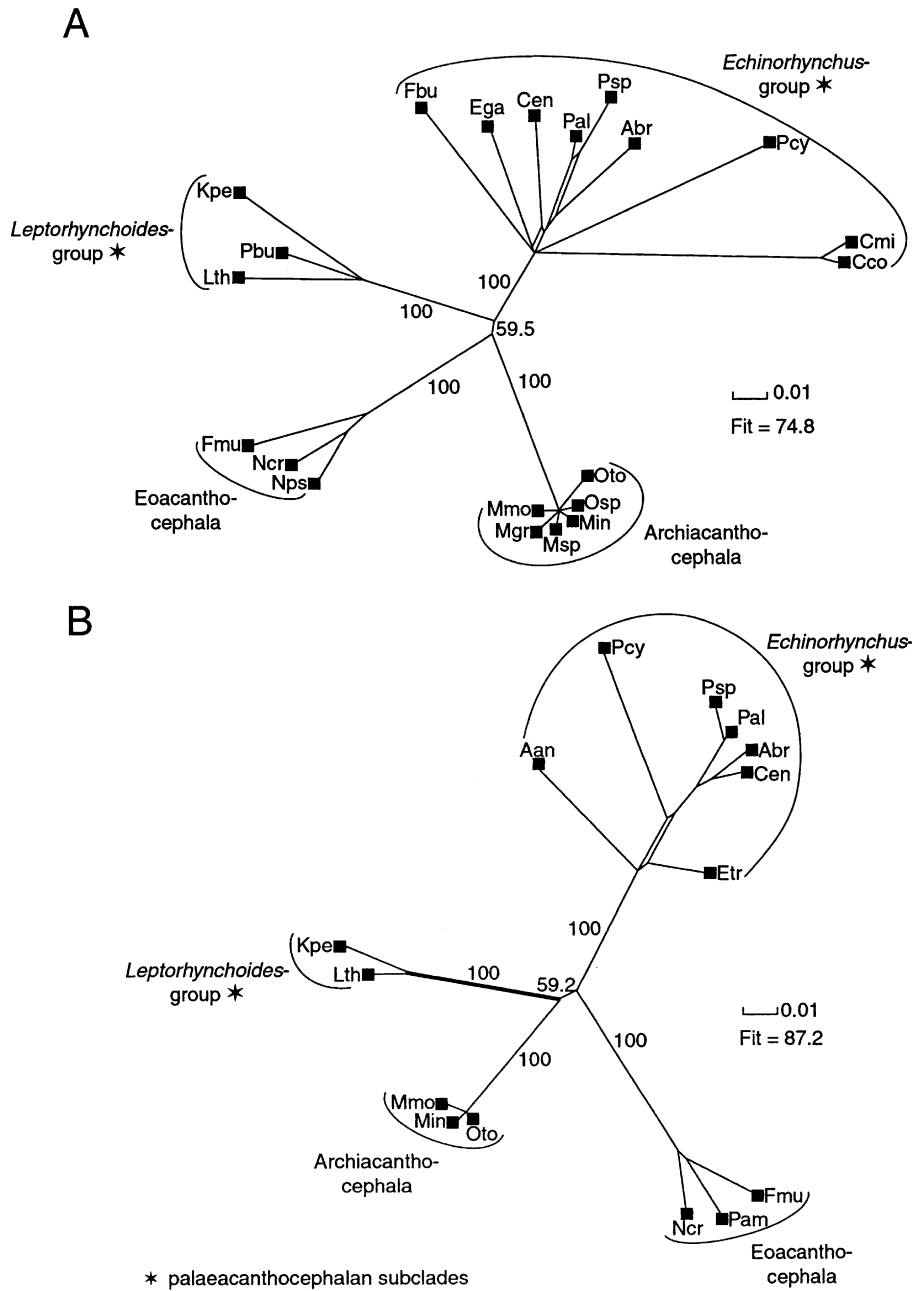 A
Echinorhynchus-
group ✶
Fbu
Ega
Cen
Psp
Pal
Abr
Pcy
Cmi
Cco
Kpe
Leptorhynchoides-
group ✶
Pbu
Lth
100
100
59.5
100
100
0.01
Fit = 74.8
Fmu
Ncr
Nps
Eoacantho-
cephala
Oto
Mmo
Osp
Mgr
Min
Msp
Archiacantho-
cephala
B
Echinorhynchus-
group ✶
Pcy
Psp
Pal
Aan
Abr
Cen
Etr
100
Kpe
Lth
Leptorhynchoides-
group ✶
100
59.2
0.01
Fit = 87.2
100
100
Mmo
Min
Oto
Archiacantho-
cephala
Fmu
Pam
Ncr
Eoacantho-
cephala
✶ palaeacanthocephalan subclades